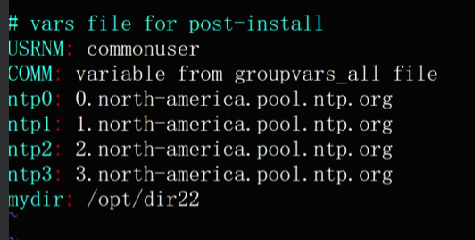 # vars file for post-install
USRNM: commonuser
COMM: variable from groupvars_all file
ntp0: 0.north-america.pool.ntp.org
ntp1: 1.north-america.pool.ntp.org
ntp2: 2.north-america.pool.ntp.org
ntp3: 3.north-america.pool.ntp.org
mydir: /opt/dir22
~
~